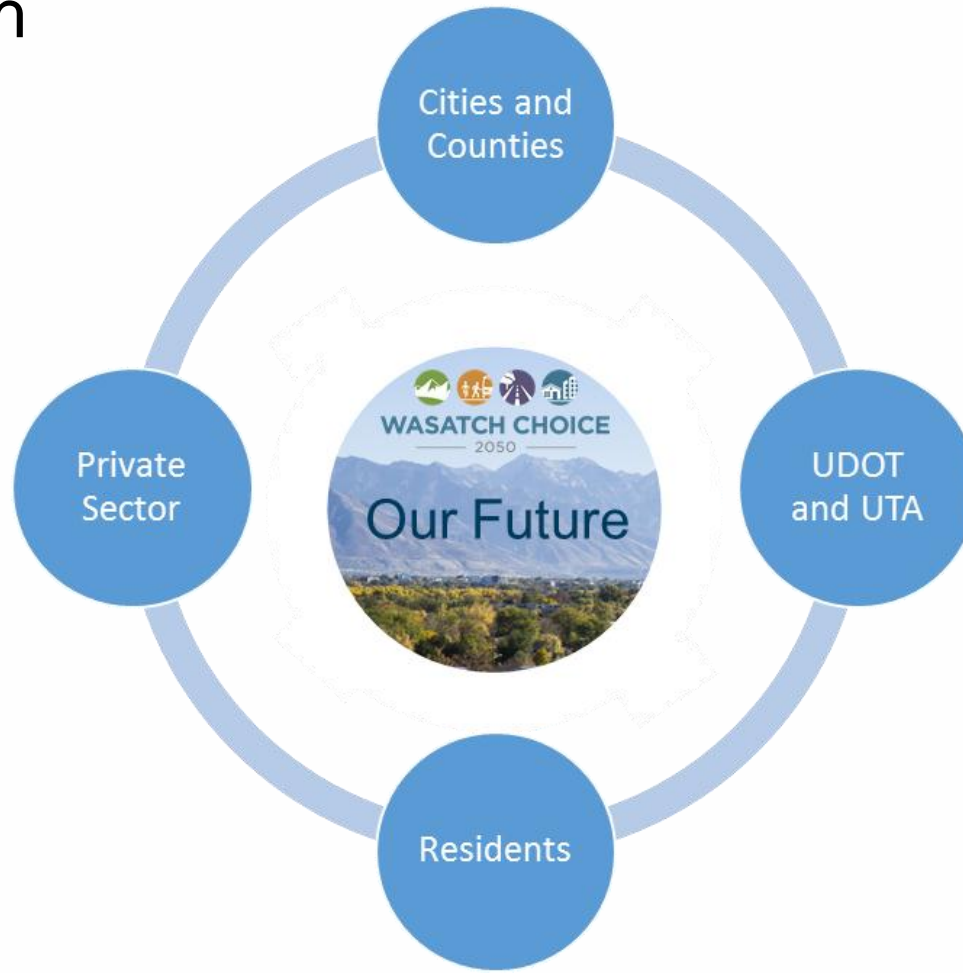 Cities and
Counties
WASATCH CHOICE
2050
Our Future
Private
Sector
UDOT
and UTA
Residents